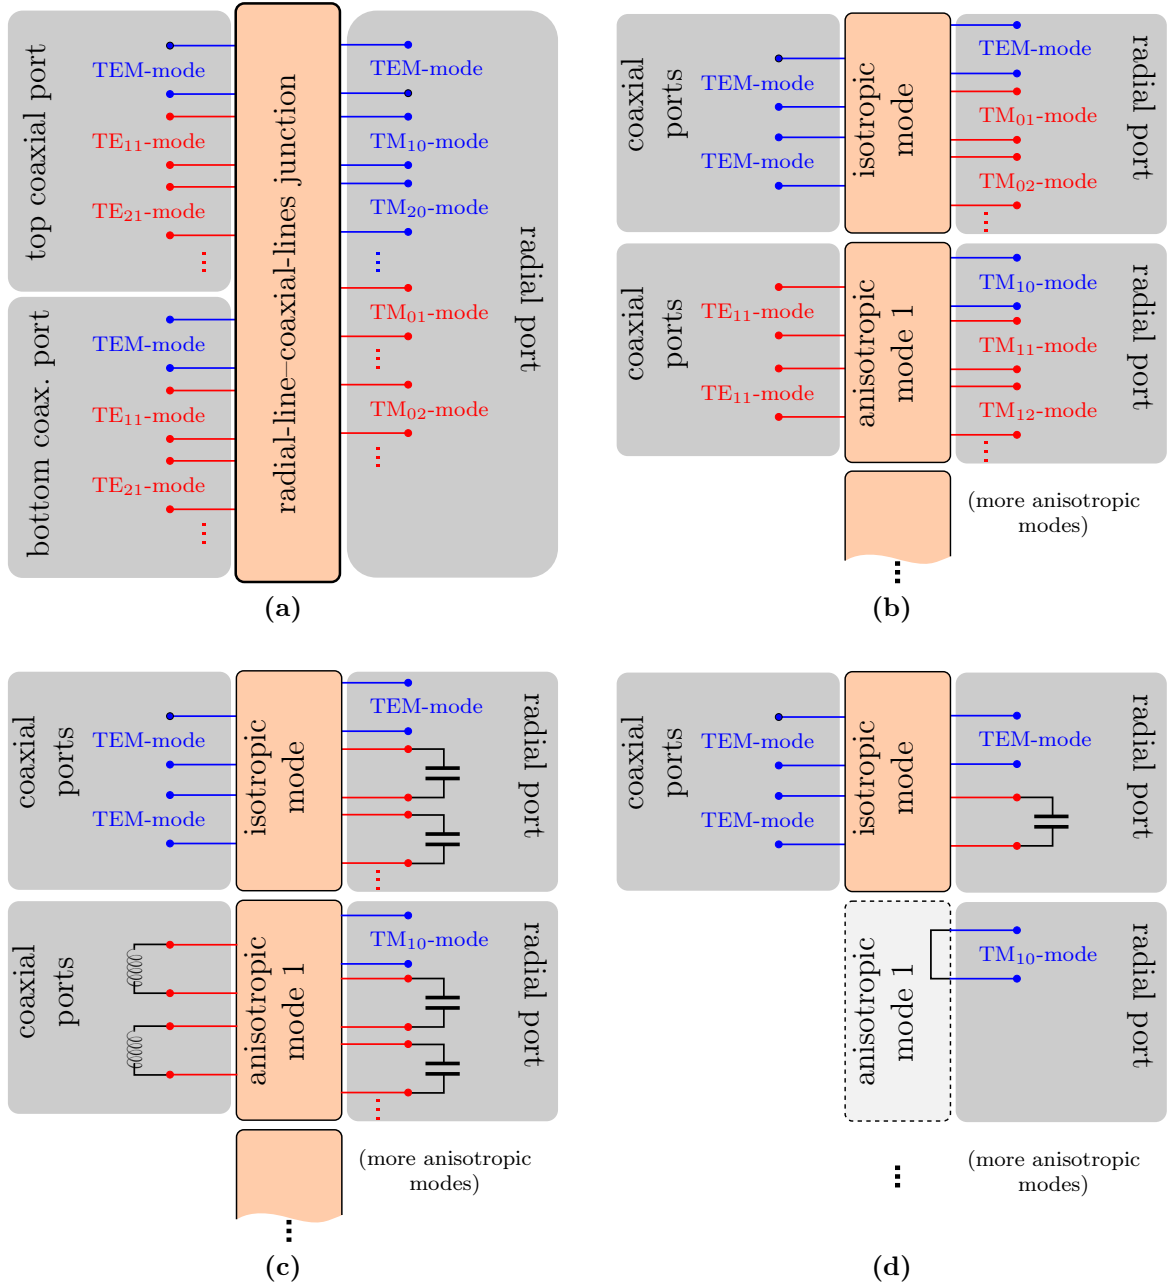 top coaxial port
TEM-mode
TE11-mode
TE21-mode
bottom coax. port
TEM-mode
TE11-mode
TE21-mode
radial-line–coaxial-lines junction
TEM-mode
TM10-mode
TM20-mode
TM01-mode
TM02-mode
radial port
(a)
coaxial
ports
TEM-mode
TEM-mode
isotropic
mode
TEM-mode
TM01-mode
TM02-mode
radial port
coaxial
ports
TE11-mode
TE11-mode
anisotropic
mode 1
TM10-mode
TM11-mode
TM12-mode
radial port
(more anisotropic
modes)
(b)
coaxial
ports
TEM-mode
TEM-mode
isotropic
mode
TEM-mode
radial port
coaxial
ports
anisotropic
mode 1
TM10-mode
radial port
(more anisotropic
modes)
(c)
coaxial
ports
TEM-mode
TEM-mode
isotropic
mode
TEM-mode
radial port
anisotropic
mode 1
TM10-mode
radial port
(more anisotropic
modes)
(d)